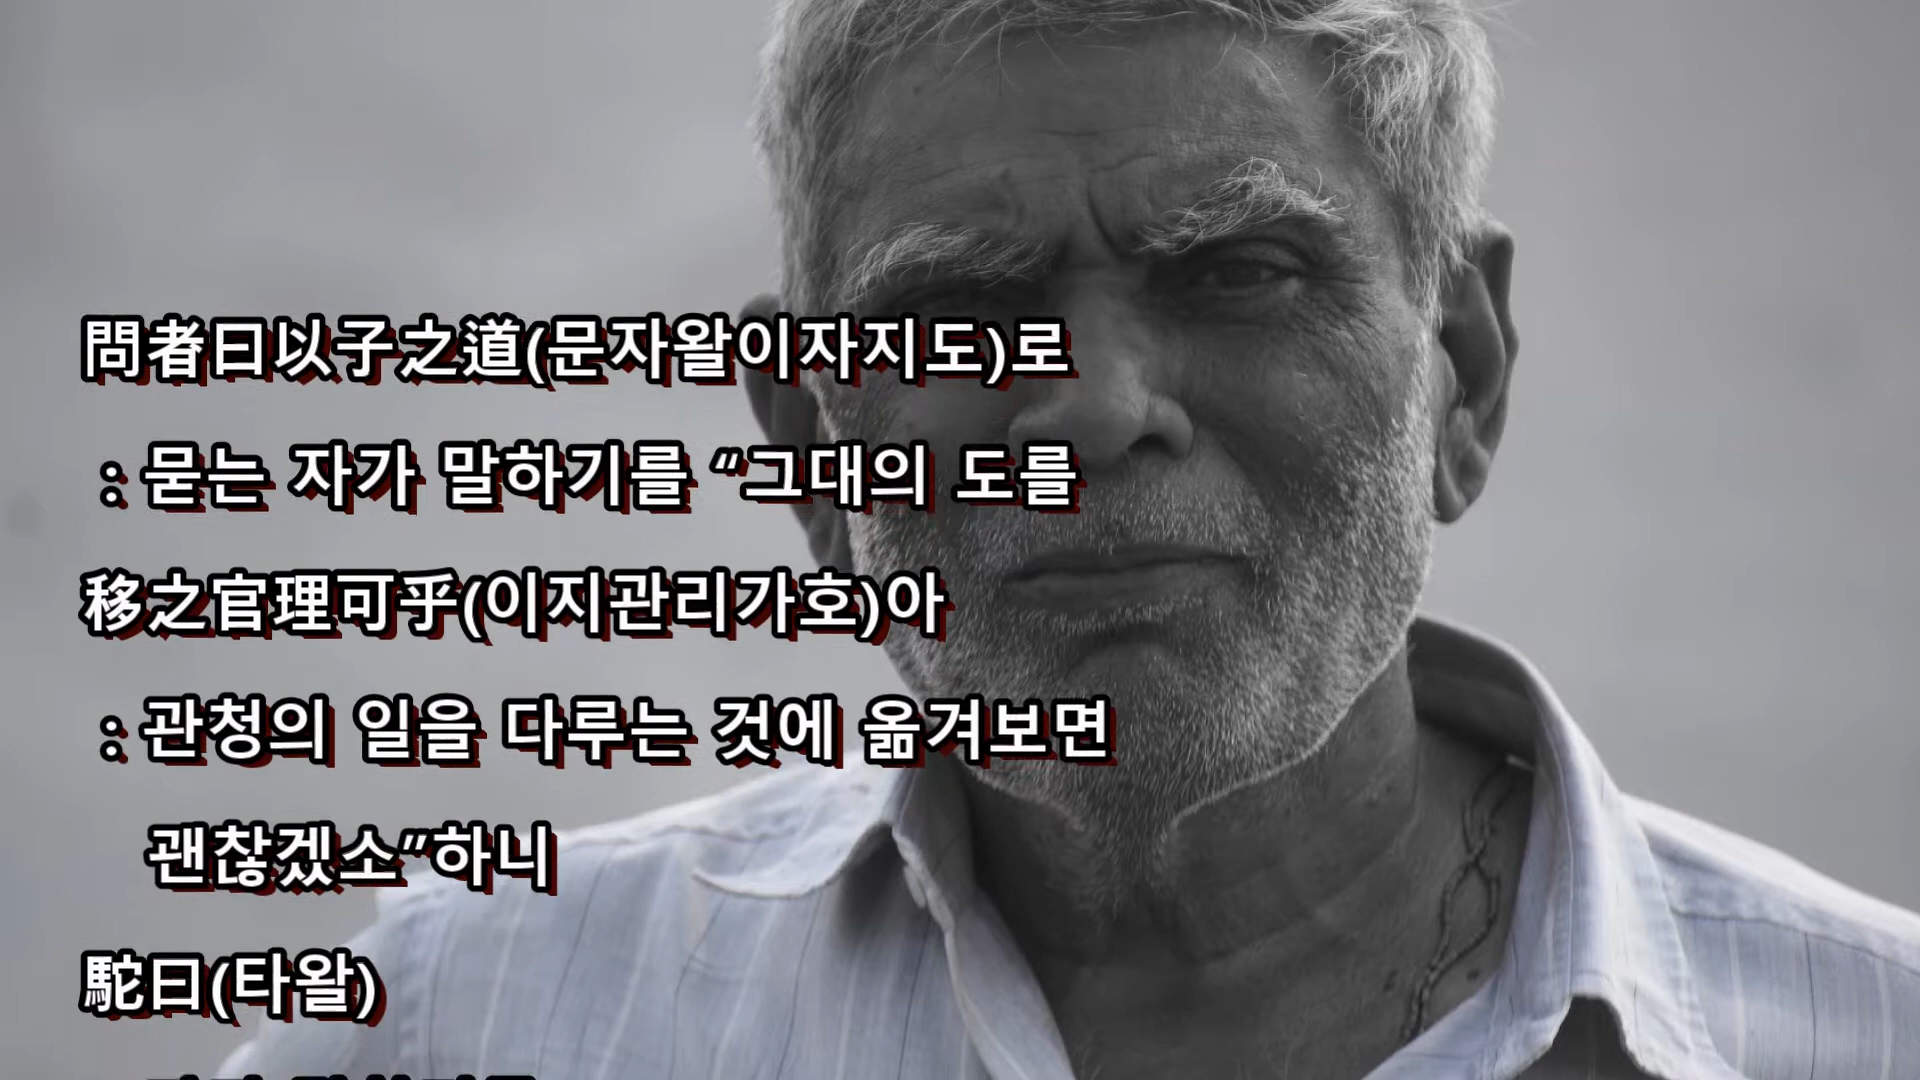 問者曰以子之道(문자왈이자지도)로
: 묻는 자가 말하기를 “그대의 도를
移之官理可乎(이지관리가호)아
: 관청의 일을 다루는 것에 옮겨보면
괜찮겠소”하니
駝曰(타왈)